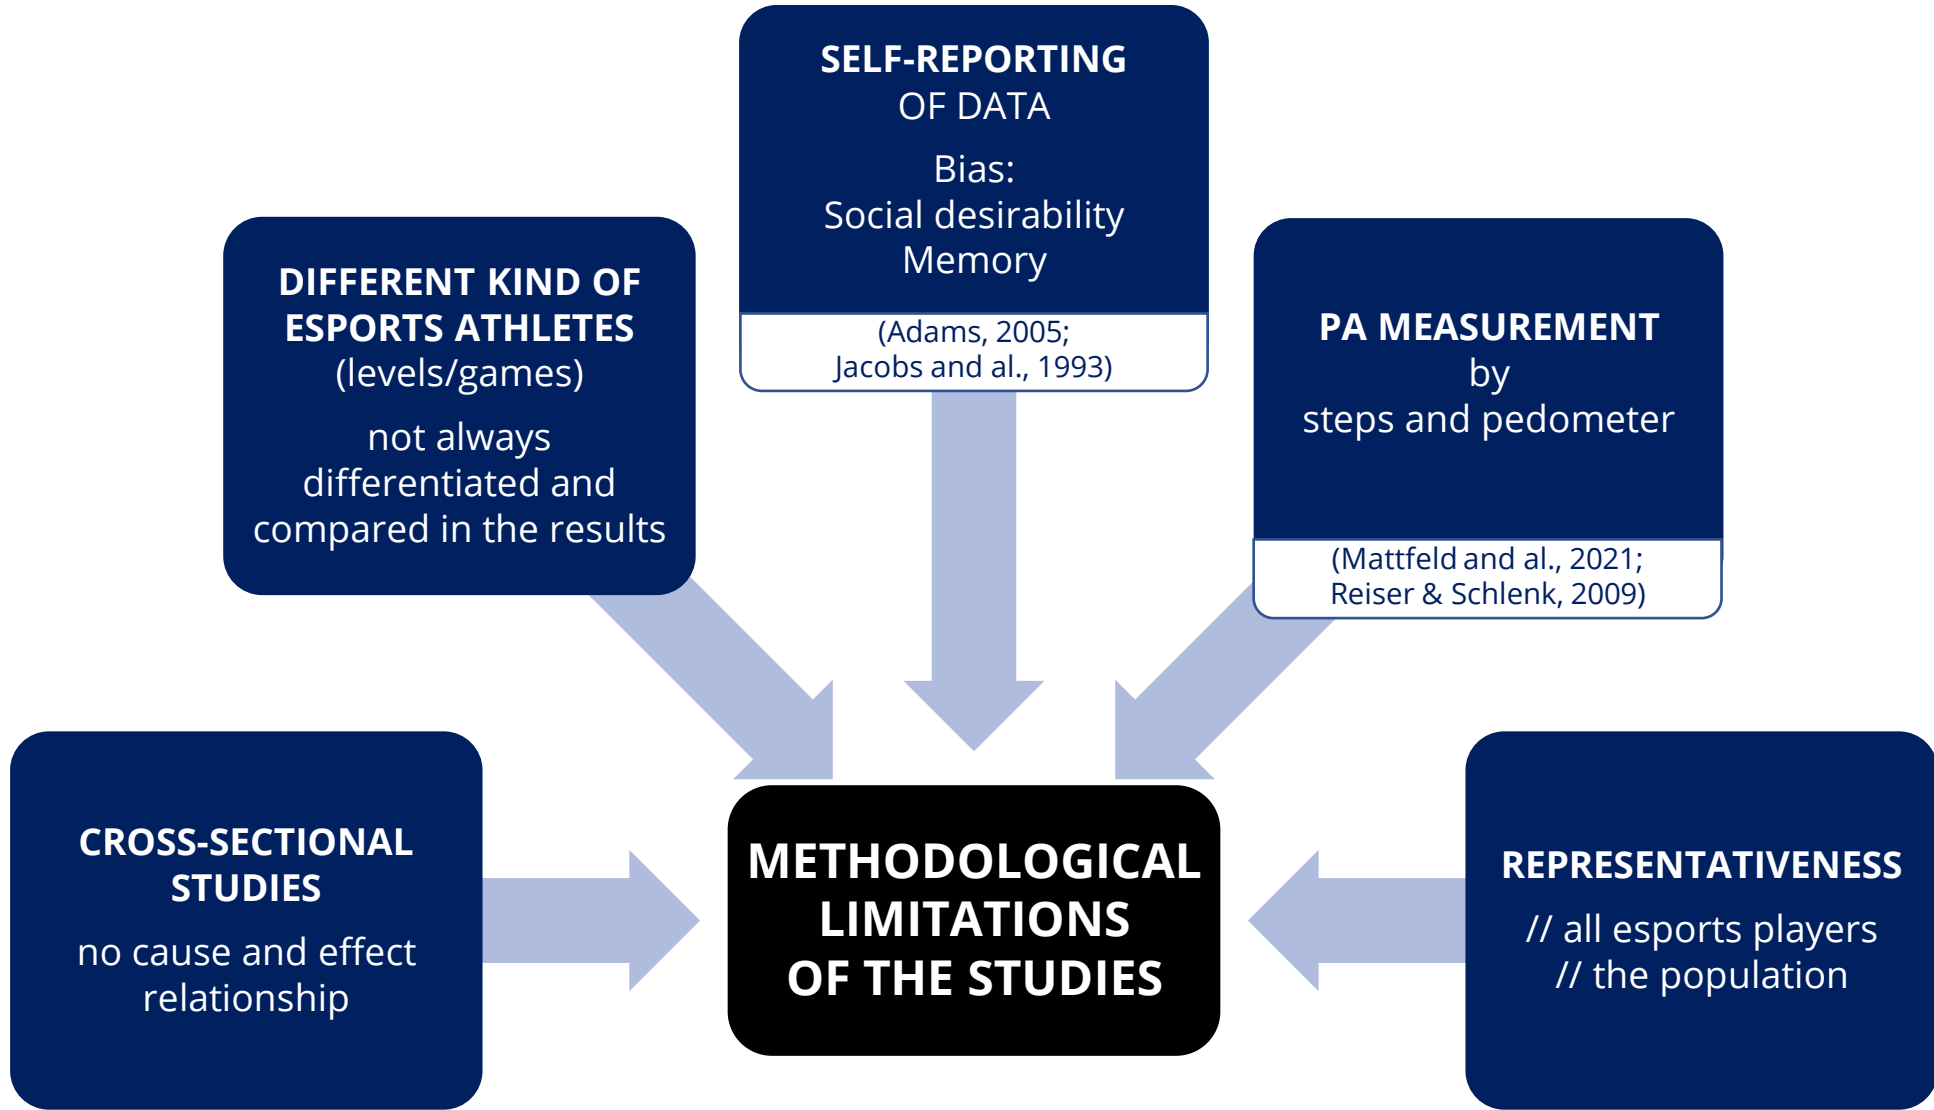 SELF-REPORTING
OF DATA
Bias:
Social desirability
Memory
(Adams, 2005;
Jacobs and al., 1993)
DIFFERENT KIND OF
ESPORTS ATHLETES
(levels/games)
not always
differentiated and
compared in the results
PA MEASUREMENT
by
steps and pedometer
(Mattfeld and al., 2021;
Reiser & Schlenk, 2009)
CROSS-SECTIONAL
STUDIES
no cause and effect
relationship
METHODOLOGICAL
LIMITATIONS
OF THE STUDIES
REPRESENTATIVENESS
// all esports players
// the population